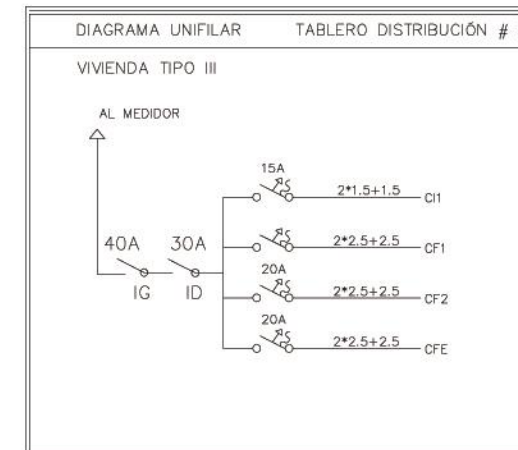 DIAGRAMA UNIFILAR TABLERO DISTRIBUCIÓN #
VIVIENDA TIPO III
AL MEDIDOR
15A
2*1.5+1.5 CI1
40A 30A
2*2.5+2.5 CF1
IG ID
20A
2*2.5+2.5 CF2
20A
2*2.5+2.5 CFE